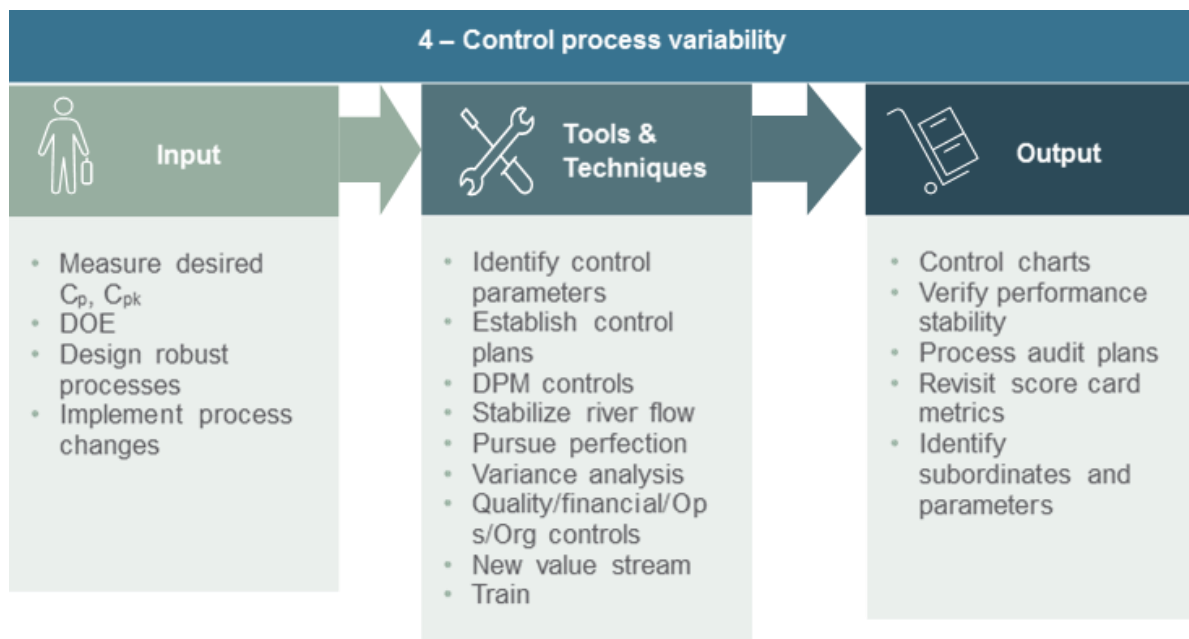 4 – Control process variability
Input
• Measure desired
Cp, Cpk
• DOE
• Design robust
processes
• Implement process
changes
Tools &
Techniques
• Identify control
parameters
• Establish control
plans
• DPM controls
• Stabilize river flow
• Pursue perfection
• Variance analysis
• Quality/financial/Op
s/Org controls
• New value stream
• Train
Output
• Control charts
• Verify performance
stability
• Process audit plans
• Revisit score card
metrics
• Identify
subordinates and
parameters